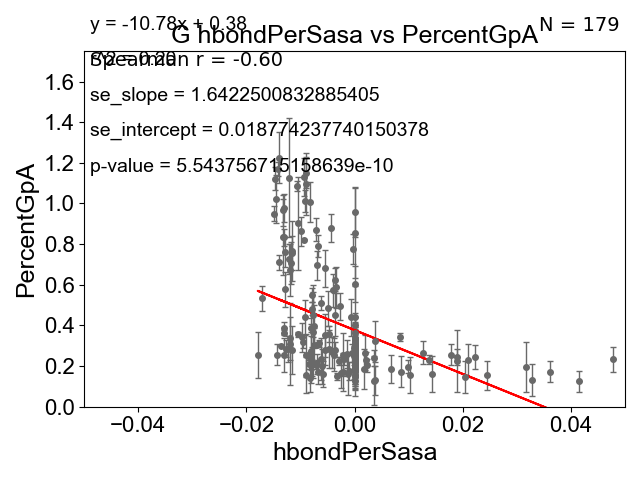 y = -10.78x + 0.38
N = 179
G hbondPerSasa vs PercentGpA
Spearman r = -0.60
se_slope = 1.6422500832885405
se_intercept = 0.018774237740150378
p-value = 5.543756715158639e-10
PercentGpA
1.6
1.4
1.2
1.0
0.8
0.6
0.4
0.2
0.0
−0.04 −0.02 0.00 0.02 0.04
hbondPerSasa